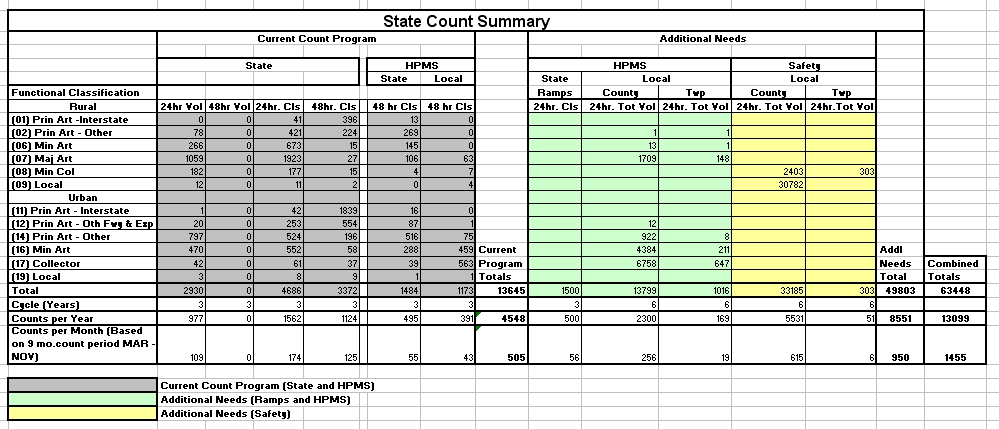 State Count Summary
Current Count Program Additional Needs
State HPMS HPMS Safety
State Local State Local Local
Functional Classification Ramps County Twp County Twp
Rural 24hr Vol 48hr Vol 24hr. Cls 48hr. Cls 48 hr Cls 48 hr Cls 24hr. Cls 24hr. Tot Vol 24hr. Tot Vol 24hr. Tot Vol 24hr. Tot Vol
(01) Prin Art -Interstate 0 0 41 396 13 0
(02) Prin Art - Other 78 0 421 224 269 0 1 1
(06) Min Art 266 0 673 15 145 0 13 1
(07) Maj Art 1059 0 1923 27 106 63 1709 148
(08) Min Col 182 0 177 15 4 7 2403 303
(09) Local 12 0 11 2 0 4 30782
Urban
(11) Prin Art - Interstate 1 0 42 1839 16 0
(12) Prin Art - Oth Fwy & Exp 20 0 253 554 87 1 12
(14) Prin Art - Other 797 0 524 196 516 75 922 8
(16) Min Art 470 0 552 58 288 459 Current 4384 211 Addl
(17) Collector 42 0 61 37 39 563 Program 6758 647 Needs Combined
(19) Local 3 0 8 9 1 1 Totals Total Totals
Total 2930 0 4686 3372 1484 1173 13645 1500 13799 1016 33185 303 49803 63448
Cycle (Years) 3 3 3 3 3 3 3 6 6 6 6
Counts per Year 977 0 1562 1124 495 391 4548 500 2300 169 5531 51 8551 13099
Counts per Month (Based
on 9 mo.count period MAR -
NOV) 109 0 174 125 55 43 505 56 256 19 615 6 950 1455
Current Count Program (State and HPMS)
Additional Needs (Ramps and HPMS)
Additional Needs (Safety)